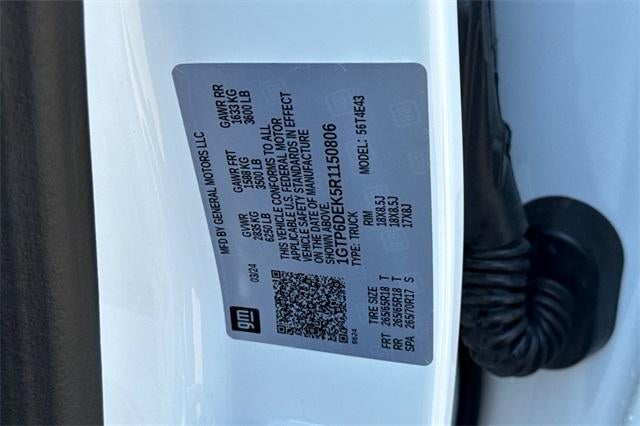 MFD BY GENERAL MOTORS LLC
03/24 GVWR GAWR FRT GAWR RR
2835 KG 1588 KG 1633 KG
6250 LB 3500 LB 3600 LB
THIS VEHICLE CONFORMS TO ALL
APPLICABLE U.S. FEDERAL MOTOR
VEHICLE SAFETY STANDARDS IN EFFECT
ON THE DATE OF MANUFACTURE
SHOWN ABOVE.
1GTP6DEK5R1150806
TYPE: TRUCK MODEL: 56T4E43
gm
8624
TIRE SIZE RIM
FRT 265/65R18 T 18X8.5J
RR 265/65R18 T 18X8.5J
SPA 265/70R17 S 17X8J